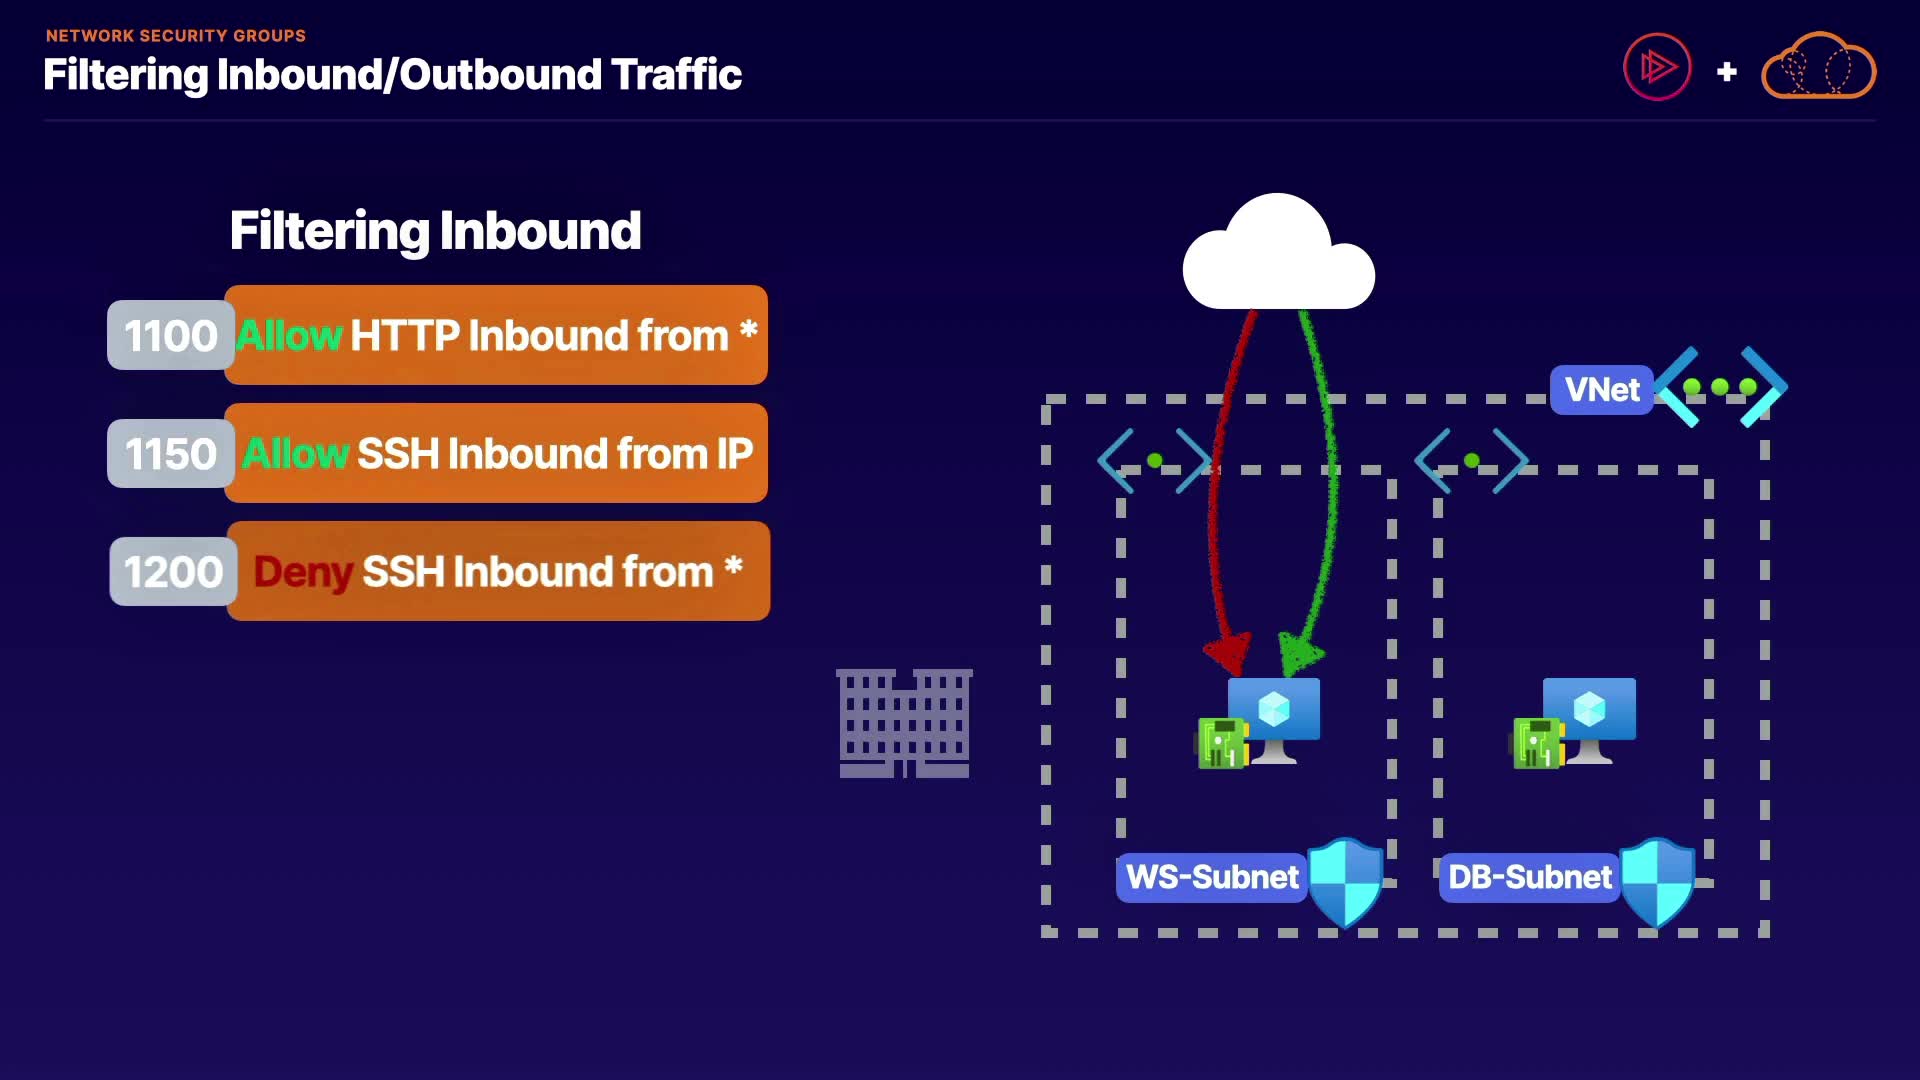 NETWORK SECURITY GROUPS
Filtering Inbound/Outbound Traffic
Filtering Inbound
1100 Allow HTTP Inbound from *
1150 Allow SSH Inbound from IP
1200 Deny SSH Inbound from *
VNet
WS-Subnet
DB-Subnet